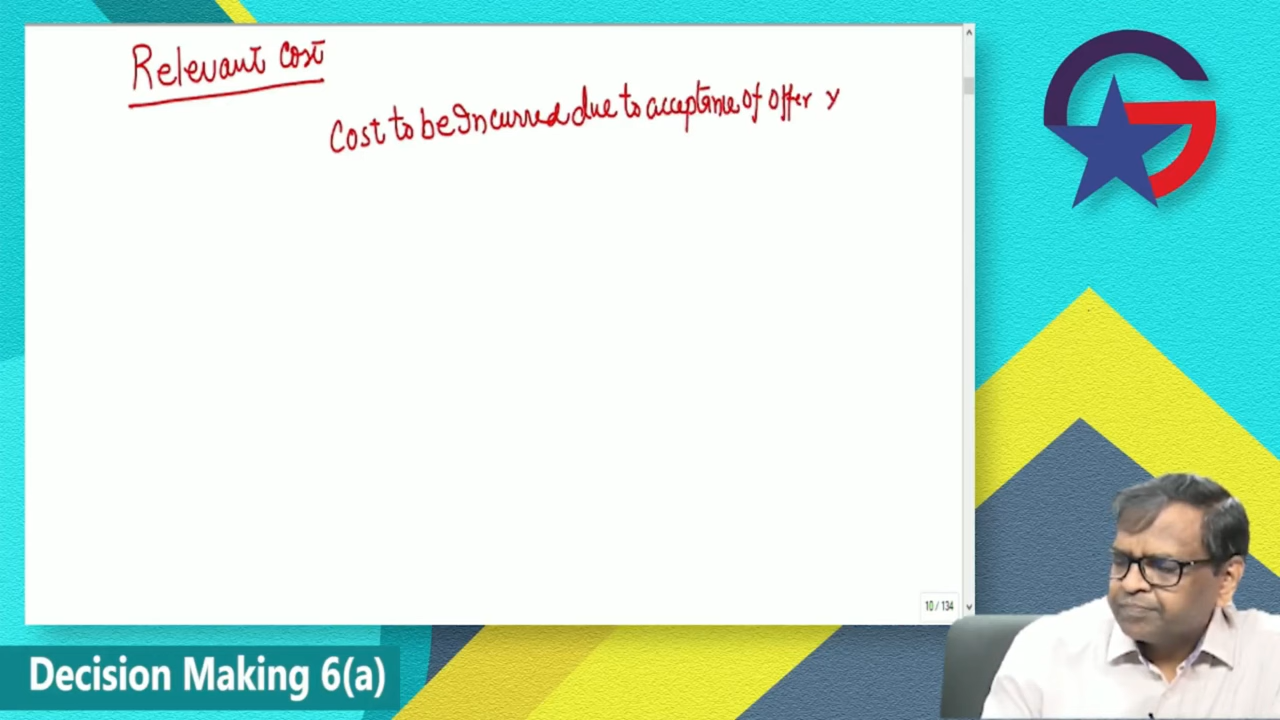 Relevant cost
Cost to be Incurred due to acceptance of offer x
10 / 134
Decision Making 6(a)